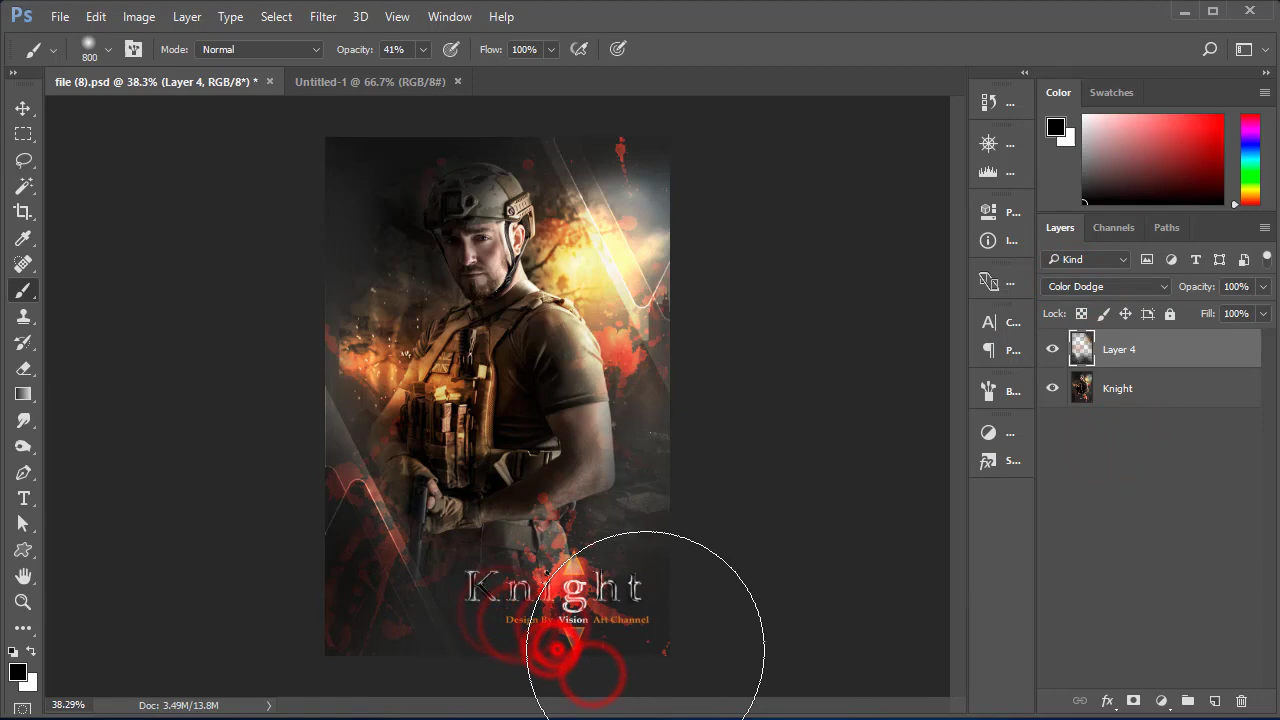 Ps File Edit Image Layer Type Select Filter 3D View Window Help
800 Mode: Normal Opacity: 41% Flow: 100%
file (8).psd @ 38.3% (Layer 4, RGB/8*) * Untitled-1 @ 66.7% (RGB/8#)
Color Swatches
Layers Channels Paths
Kind
Color Dodge Opacity: 100%
Lock: Fill: 100%
Layer 4
Knight
...
...
...
P...
I...
...
C...
P...
B...
...
S...
Knight
Design By Vision Art Channel
38.29% Doc: 3.49M/13.8M